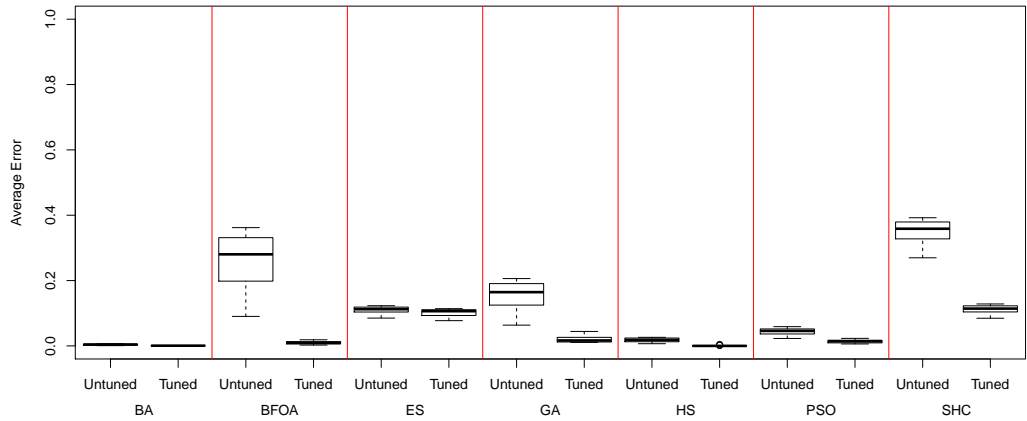 Average Error
1.0
0.8
0.6
0.4
0.2
0.0
Untuned Tuned Untuned Tuned Untuned Tuned Untuned Tuned Untuned Tuned Untuned Tuned Untuned Tuned
BA BFOA ES GA HS PSO SHC